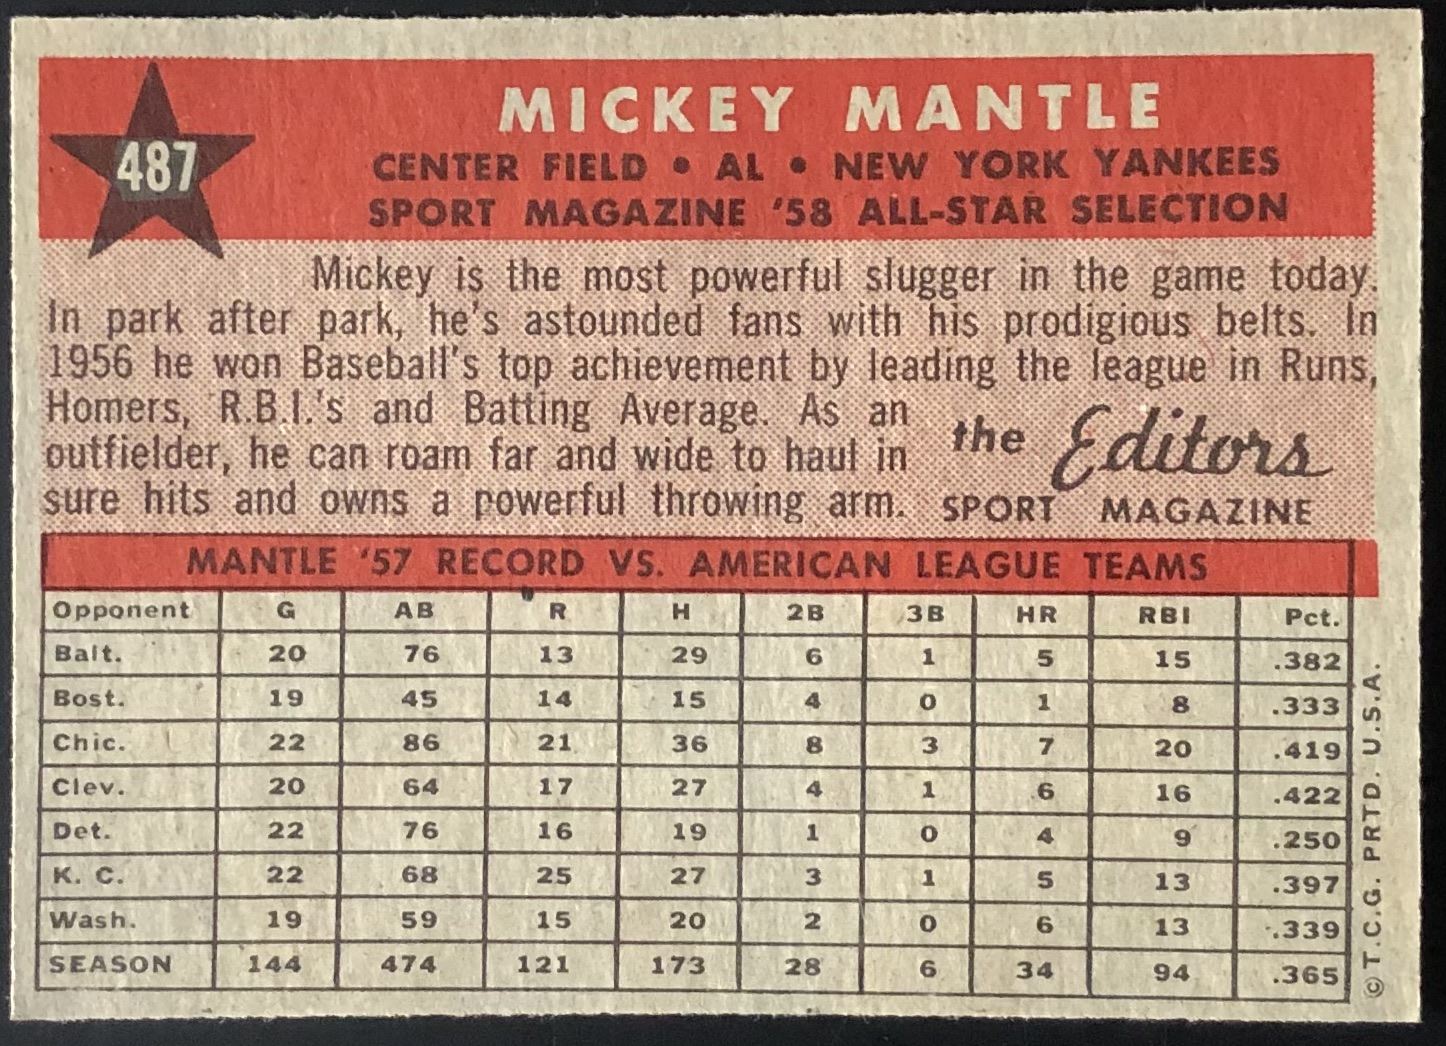 487
MICKEY MANTLE
CENTER FIELD • AL • NEW YORK YANKEES
SPORT MAGAZINE '58 ALL-STAR SELECTION
Mickey is the most powerful slugger in the game today.
In park after park, he's astounded fans with his prodigious belts. In
1956 he won Baseball's top achievement by leading the league in Runs,
Homers, R.B.I.'s and Batting Average. As an
outfielder, he can roam far and wide to haul in
sure hits and owns a powerful throwing arm.
the Editors
SPORT MAGAZINE
MANTLE '57 RECORD VS. AMERICAN LEAGUE TEAMS
Opponent G AB R H 2B 3B HR RBI Pct.
Balt. 20 76 13 29 6 1 5 15 .382
Bost. 19 45 14 15 4 0 1 8 .333
Chic. 22 86 21 36 8 3 7 20 .419
Clev. 20 64 17 27 4 1 6 16 .422
Det. 22 76 16 19 1 0 4 9 .250
K. C. 22 68 25 27 3 1 5 13 .397
Wash. 19 59 15 20 2 0 6 13 .339
SEASON 144 474 121 173 28 6 34 94 .365
© T.C.G. PRTD. U.S.A.